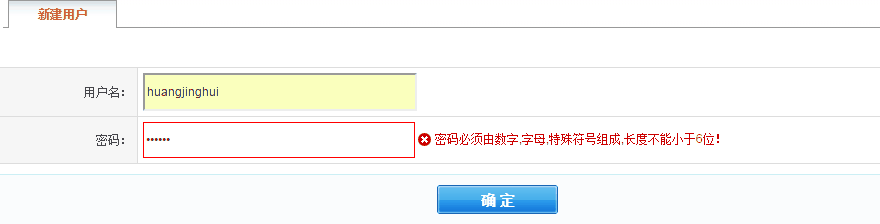 新建用户
用户名：
huangjinghui
密码：
••••••
密码必须由数字,字母,特殊符号组成,长度不能小于6位！
确定